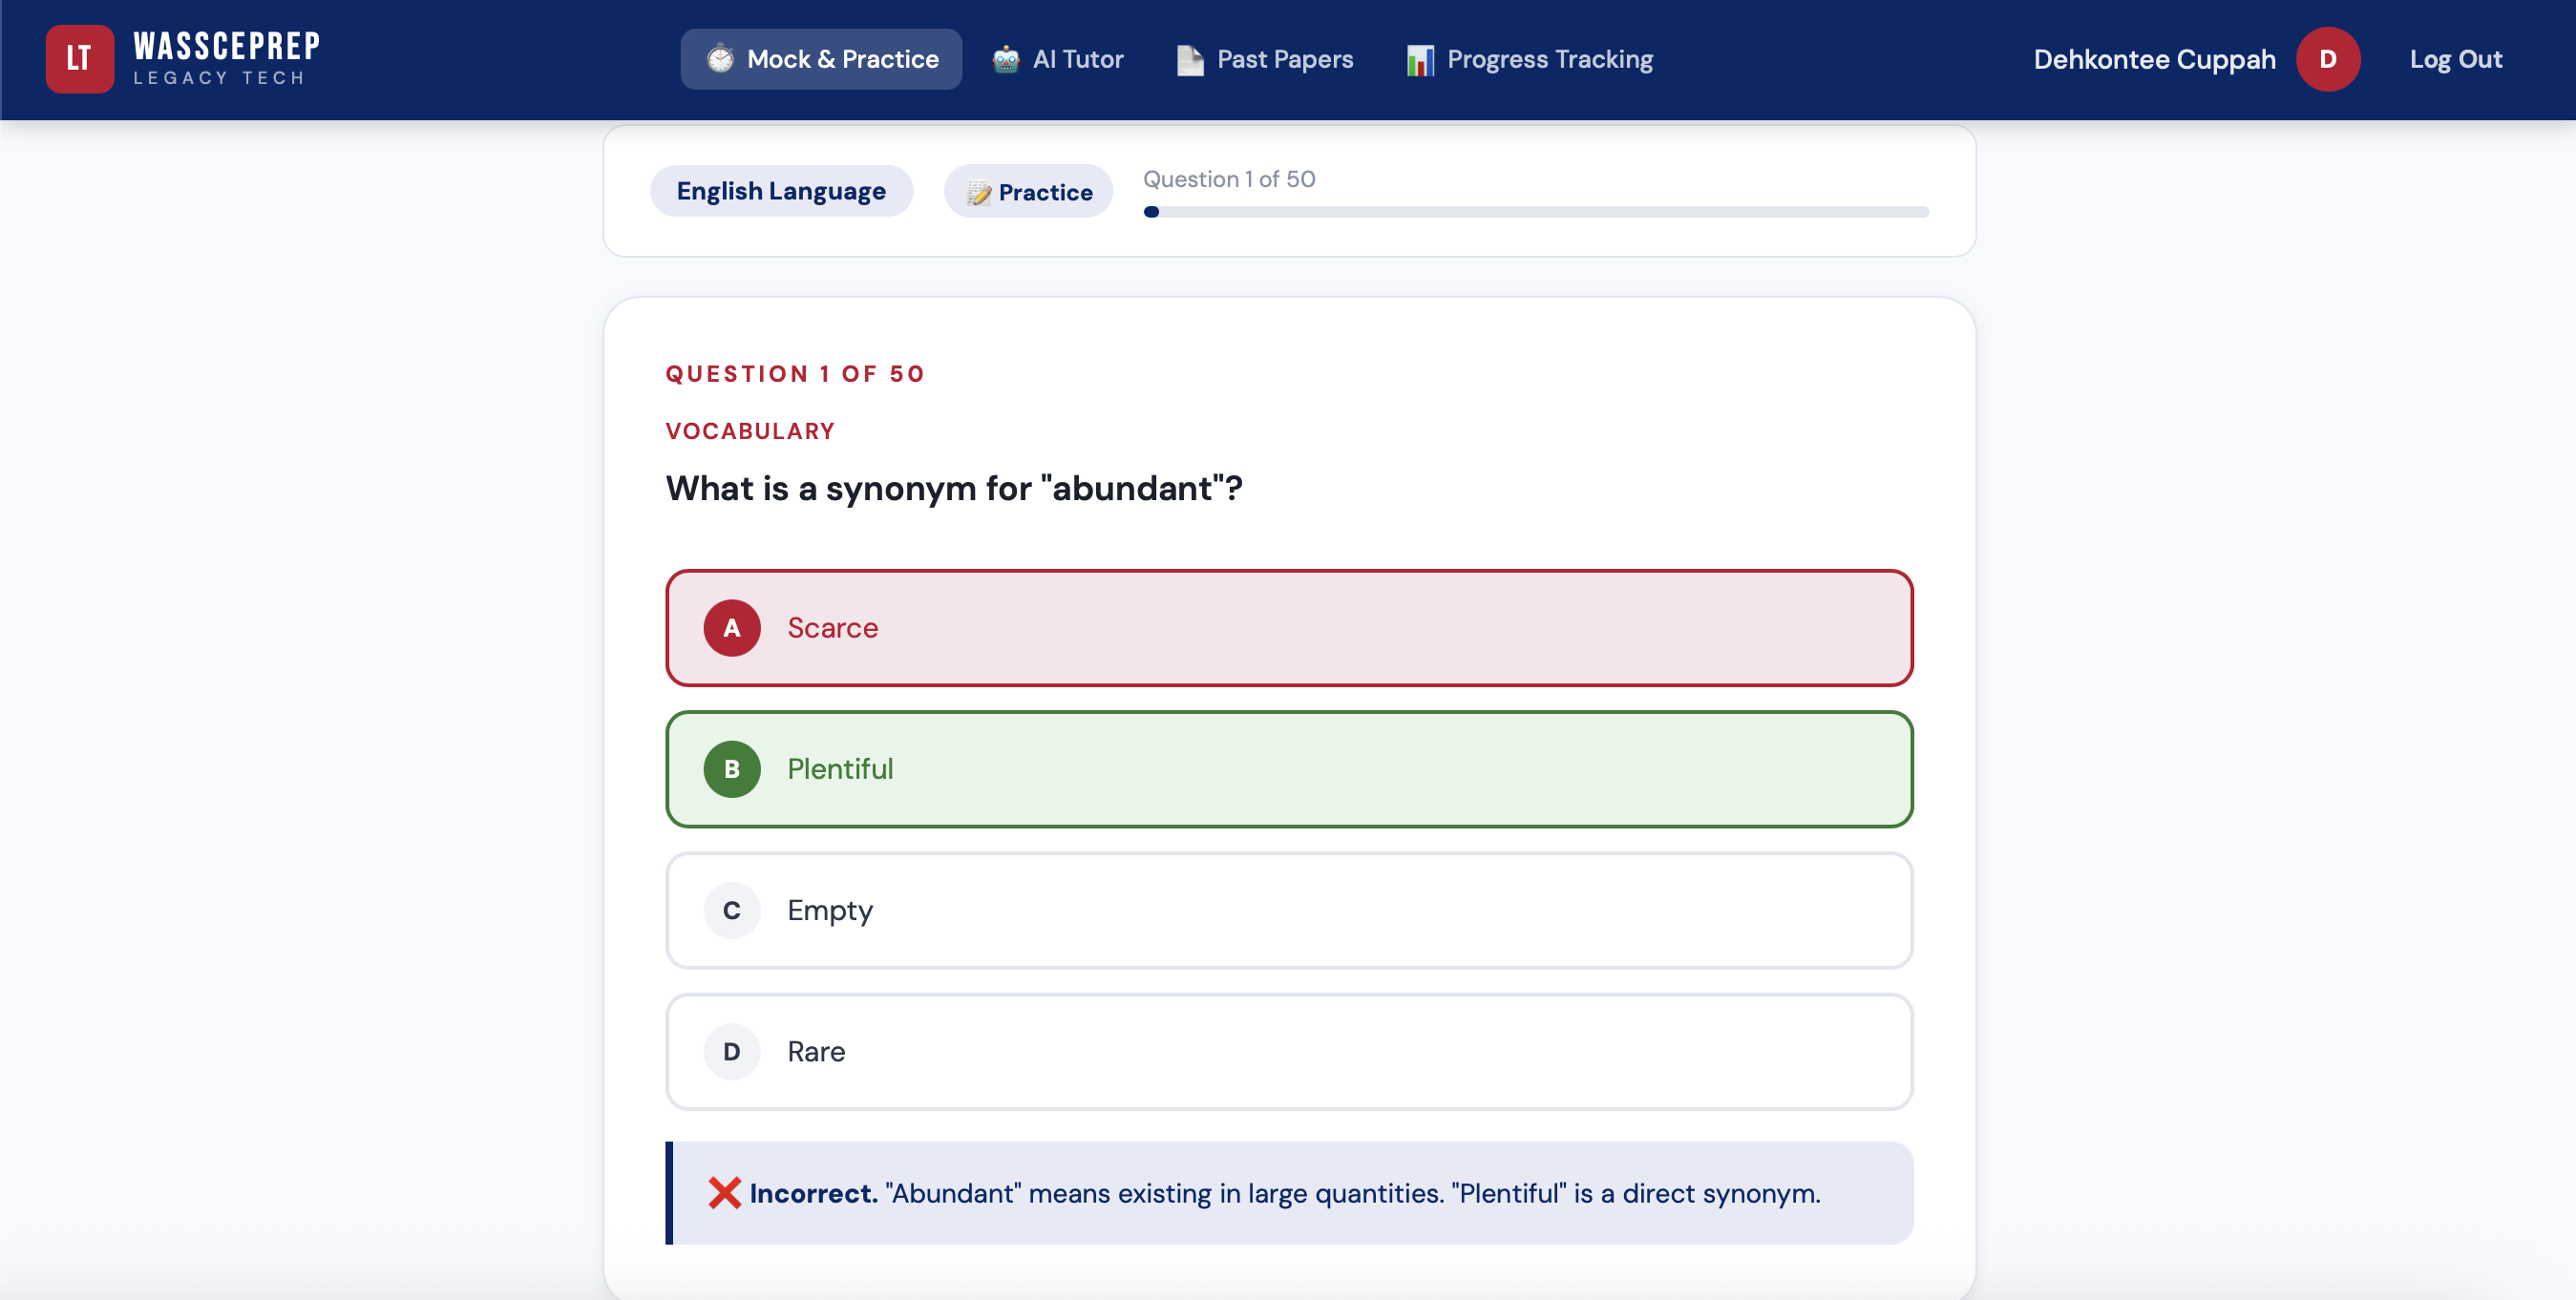 LT
WASSCEPREP
LEGACY TECH
Mock & Practice
AI Tutor
Past Papers
Progress Tracking
Dehkontee Cuppah
D
Log Out
English Language
Practice
Question 1 of 50
QUESTION 1 OF 50
VOCABULARY
What is a synonym for "abundant"?
A Scarce
B Plentiful
C Empty
D Rare
❌ Incorrect. "Abundant" means existing in large quantities. "Plentiful" is a direct synonym.